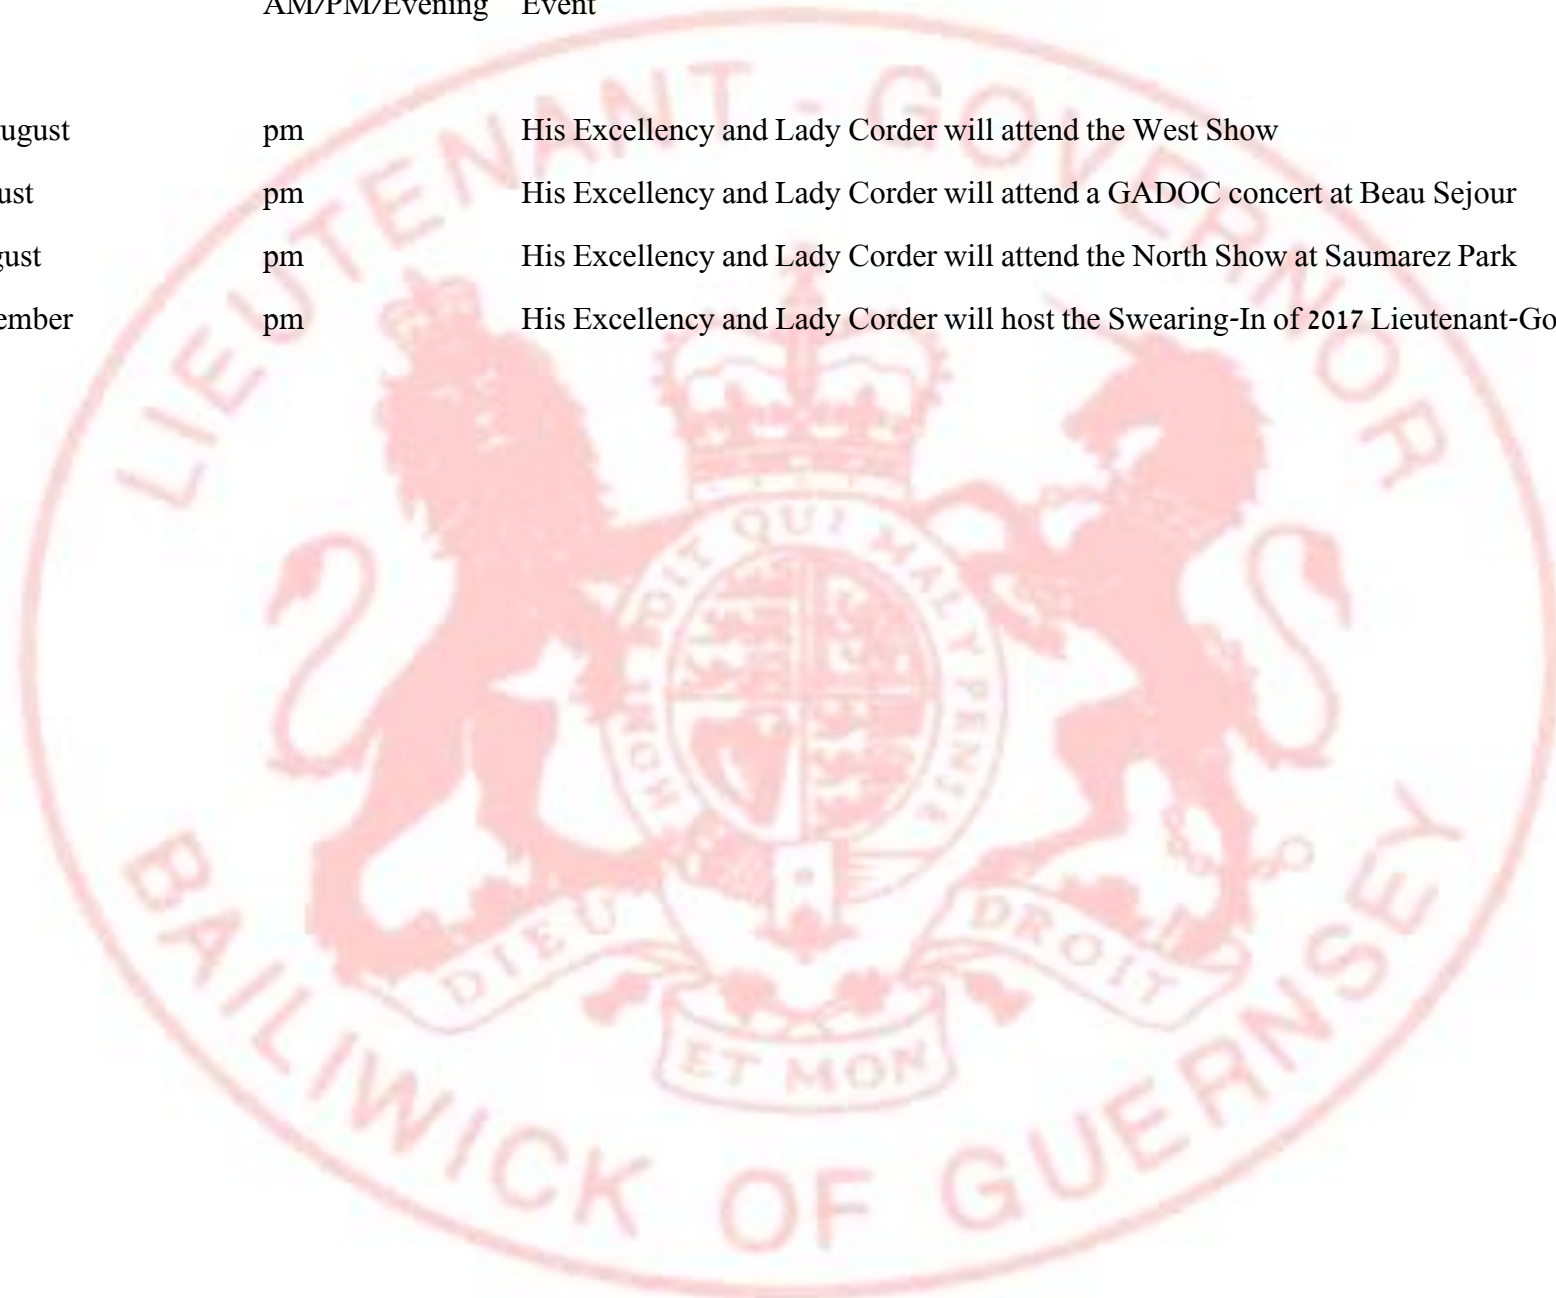 AM/PM/Evening Event
ugust pm His Excellency and Lady Corder will attend the West Show
ust pm His Excellency and Lady Corder will attend a GADOC concert at Beau Sejour
gust pm His Excellency and Lady Corder will attend the North Show at Saumarez Park
ember pm His Excellency and Lady Corder will host the Swearing-In of 2017 Lieutenant-Go
LIEUTENANT - GOVERNOR
HONI SOIT QUI MAL Y PENSE
DIEU
ET MON
DROIT
BAILIWICK OF GUERNSEY